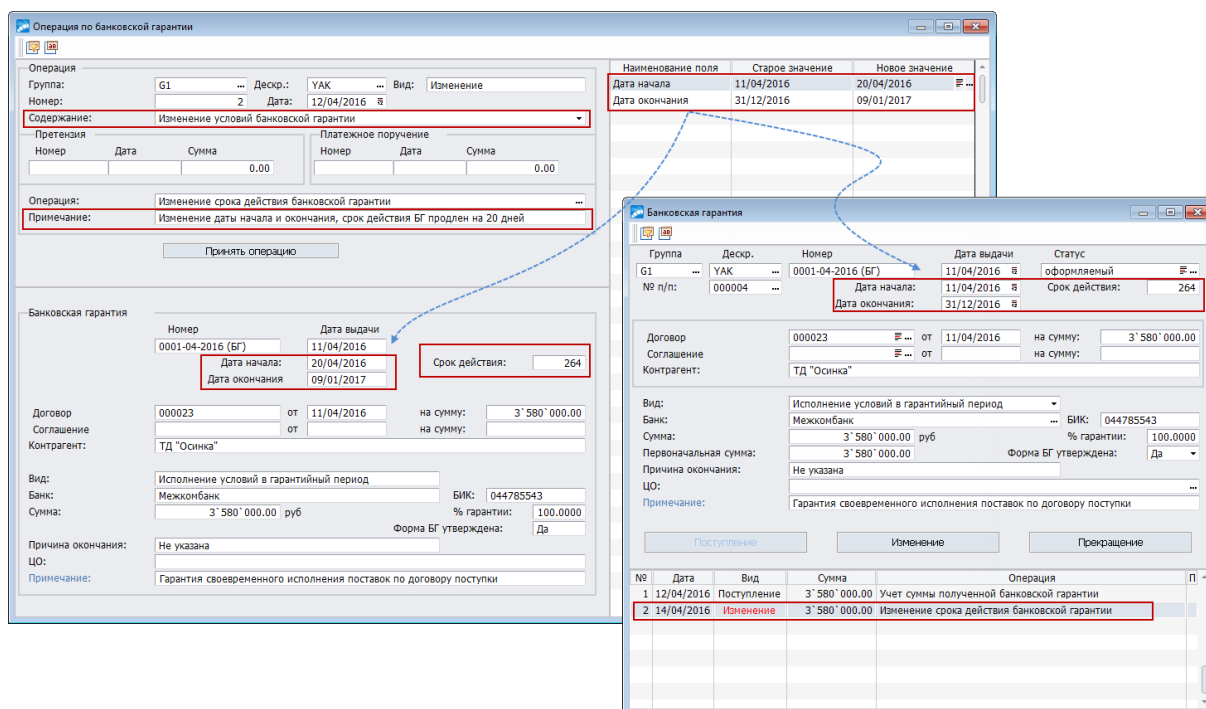 Операция по банковской гарантии
Операция
Группа: G1 ... Дескр.: YAK ... Вид: Изменение
Номер: 2 Дата: 12/04/2016
Содержание: Изменение условий банковской гарантии
Претензия Платежное поручение
Номер Дата Сумма Номер Дата Сумма
0.00 0.00
Операция: Изменение срока действия банковской гарантии ...
Примечание: Изменение даты начала и окончания, срок действия БГ продлен на 20 дней
Принять операцию
Банковская гарантия
Номер Дата выдачи
0001-04-2016 (БГ) 11/04/2016
Дата начала: 20/04/2016 Срок действия: 264
Дата окончания 09/01/2017
Договор 000023 от 11/04/2016 на сумму: 3`580`000.00
Соглашение от на сумму:
Контрагент: ТД "Осинка"
Вид: Исполнение условий в гарантийный период
Банк: Межкомбанк БИК: 044785543
Сумма: 3`580`000.00 руб % гарантии: 100.0000
Форма БГ утверждена: Да
Причина окончания: Не указана
ЦО:
Примечание: Гарантия своевременного исполнения поставок по договору поступки
Наименование поля Старое значение Новое значение
Дата начала 11/04/2016 20/04/2016 ...
Дата окончания 31/12/2016 09/01/2017
Банковская гарантия
Группа Дескр. Номер Дата выдачи Статус
G1 ... YAK ... 0001-04-2016 (БГ) 11/04/2016 оформляемый ...
№ п/п: 000004 ... Дата начала: 11/04/2016 Срок действия: 264
Дата окончания: 31/12/2016
Договор 000023 ... от 11/04/2016 на сумму: 3`580`000.00
Соглашение ... от на сумму:
Контрагент: ТД "Осинка"
Вид: Исполнение условий в гарантийный период
Банк: Межкомбанк ... БИК: 044785543
Сумма: 3`580`000.00 руб % гарантии: 100.0000
Первоначальная сумма: 3`580`000.00 Форма БГ утверждена: Да
Причина окончания: Не указана
ЦО: ...
Примечание: Гарантия своевременного исполнения поставок по договору поступки
Поступление Изменение Прекращение
№ Дата Вид Сумма Операция П
1 12/04/2016 Поступление 3`580`000.00 Учет суммы полученной банковской гарантии
2 14/04/2016 Изменение 3`580`000.00 Изменение срока действия банковской гарантии